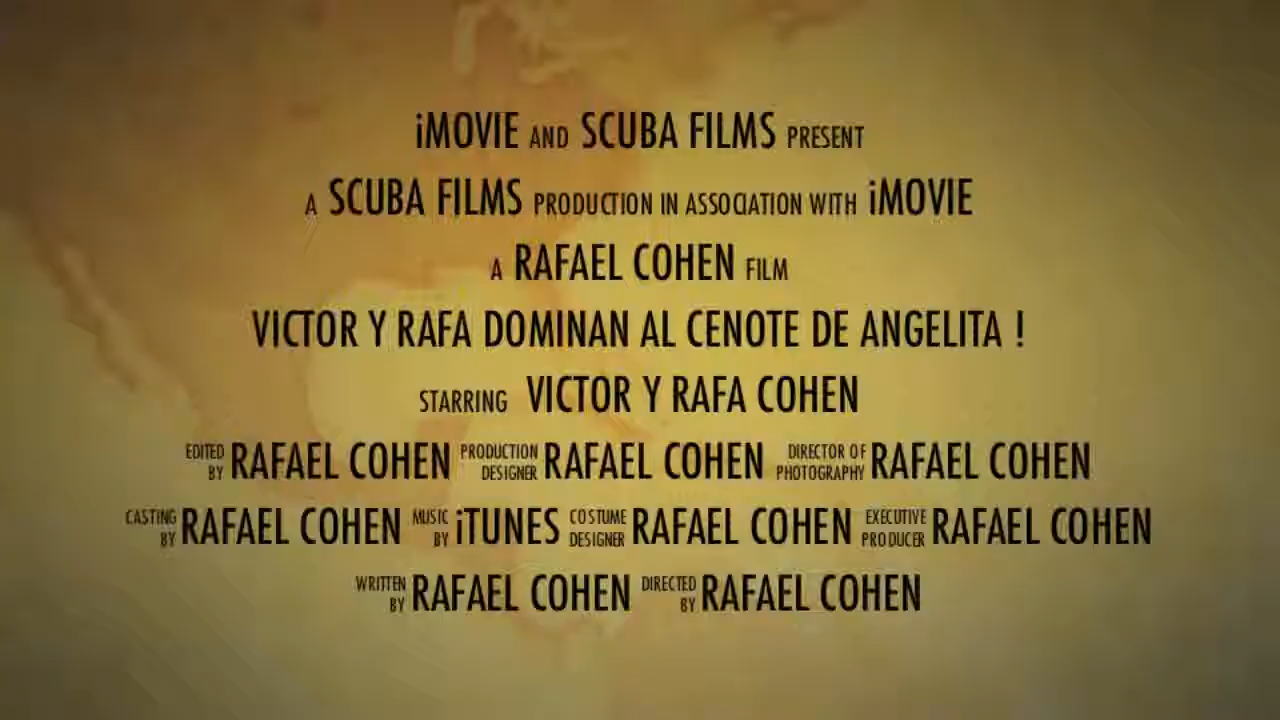 iMOVIE AND SCUBA FILMS PRESENT
A SCUBA FILMS PRODUCTION IN ASSOCIATION WITH iMOVIE
A RAFAEL COHEN FILM
VICTOR Y RAFA DOMINAN AL CENOTE DE ANGELITA !
STARRING VICTOR Y RAFA COHEN
EDITED BY RAFAEL COHEN PRODUCTION DESIGNER RAFAEL COHEN DIRECTOR OF PHOTOGRAPHY RAFAEL COHEN
CASTING BY RAFAEL COHEN MUSIC BY iTUNES COSTUME DESIGNER RAFAEL COHEN EXECUTIVE PRODUCER RAFAEL COHEN
WRITTEN BY RAFAEL COHEN DIRECTED BY RAFAEL COHEN